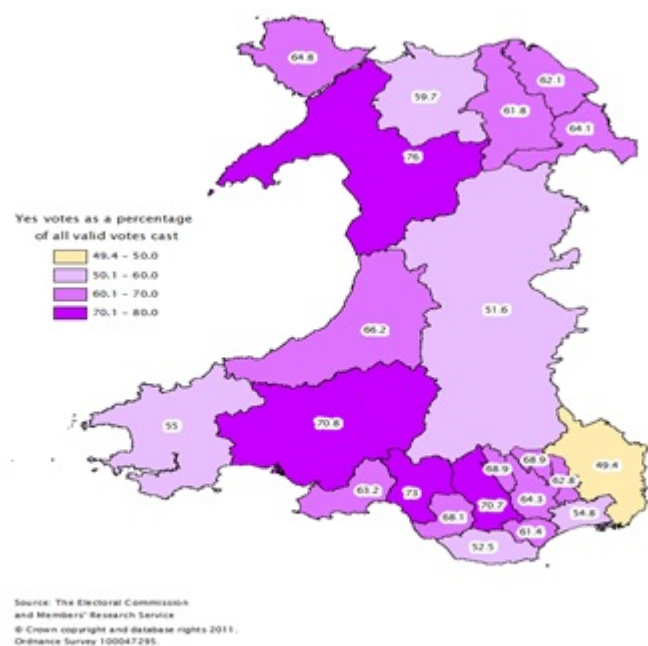 64.8
59.7
62.1
61.8
64.1
76
Yes votes as a percentage
of all valid votes cast
49.4 - 50.0
50.1 - 60.0
60.1 - 70.0
70.1 - 80.0
51.6
66.2
55
70.8
49.4
68.9
68.9
62.8
63.2
73
70.7
64.3
54.8
68.1
61.4
52.5
Source: The Electoral Commission
and Members' Research Service
© Crown copyright and database rights 2011.
Ordnance Survey 100047295.